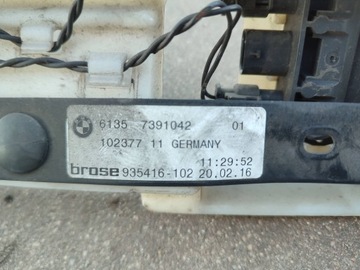 6135 7391042 01
102377 11 GERMANY
11:29:52
brose 935416-102 20.02.16